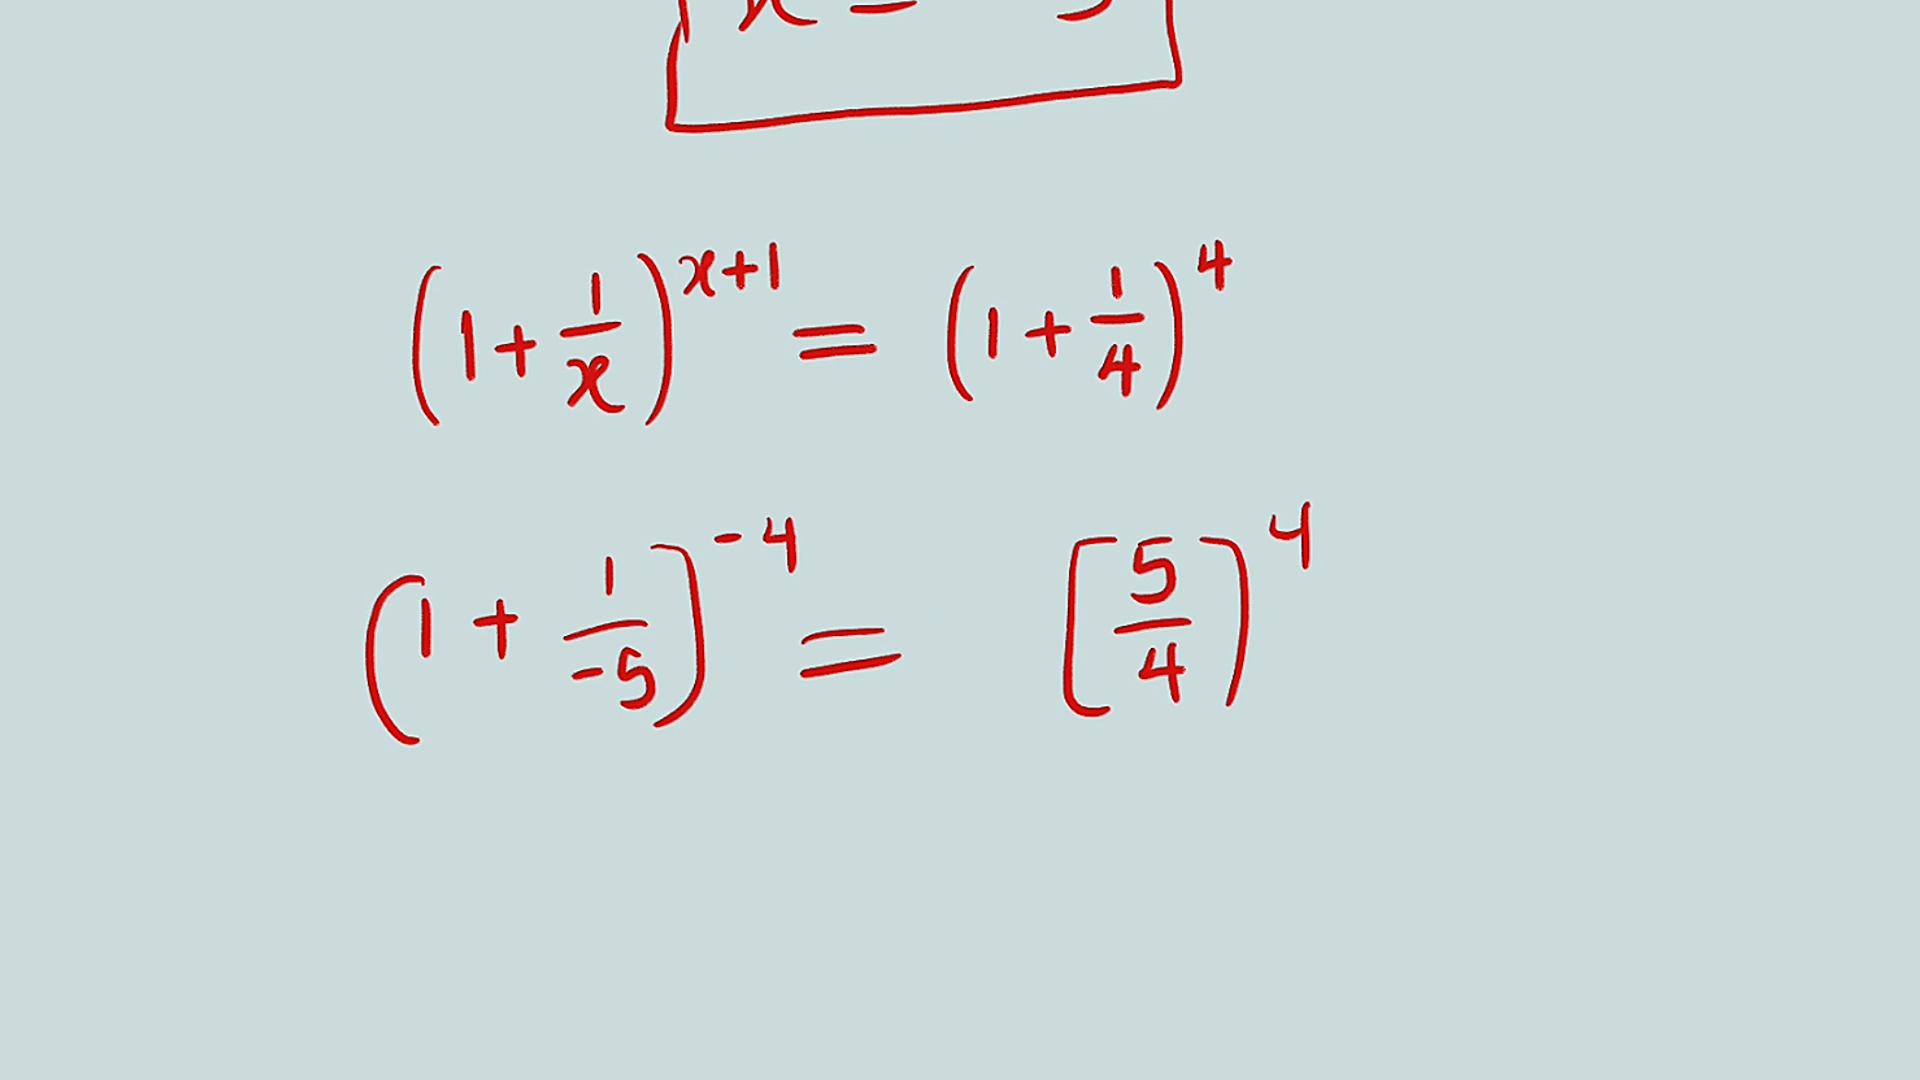 x =
(1 + 1/x)^x+1 = (1 + 1/4)^4
(1 + 1/-5]^-4 = [5/4)^4